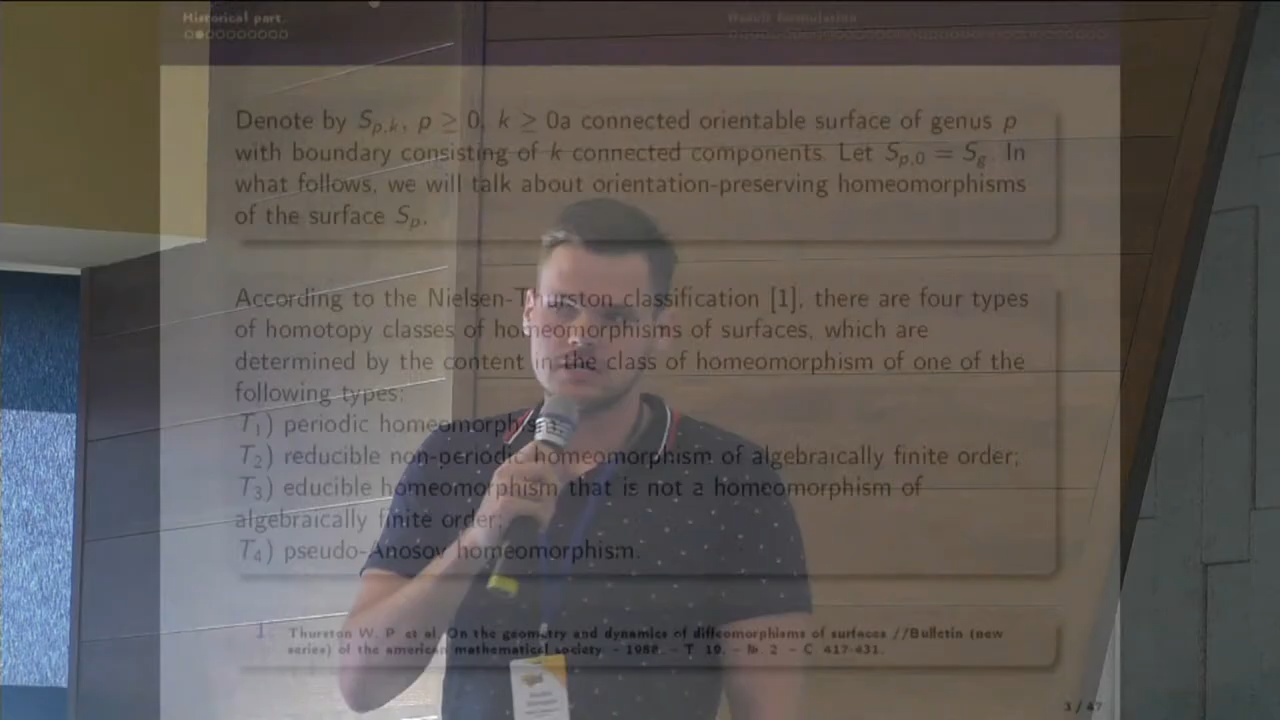 Historical part.
Result formulation
Denote by S_{p,k}, p ≥ 0, k ≥ 0a connected orientable surface of genus p
with boundary consisting of k connected components. Let S_{p,0} = S_g. In
what follows, we will talk about orientation-preserving homeomorphisms
of the surface S_p.
According to the Nielsen-Thurston classification [1], there are four types
of homotopy classes of homeomorphisms of surfaces, which are
determined by the content in the class of homeomorphism of one of the
following types:
T_1) periodic homeomorphism;
T_2) reducible non-periodic homeomorphism of algebraically finite order;
T_3) educible homeomorphism that is not a homeomorphism of
algebraically finite order;
T_4) pseudo-Anosov homeomorphism.
1. Thurston W. P. et al. On the geometry and dynamics of diffeomorphisms of surfaces //Bulletin (new
series) of the american mathematical society. – 1988. – T. 19. – №. 2. – C. 417-431.
3 / 47